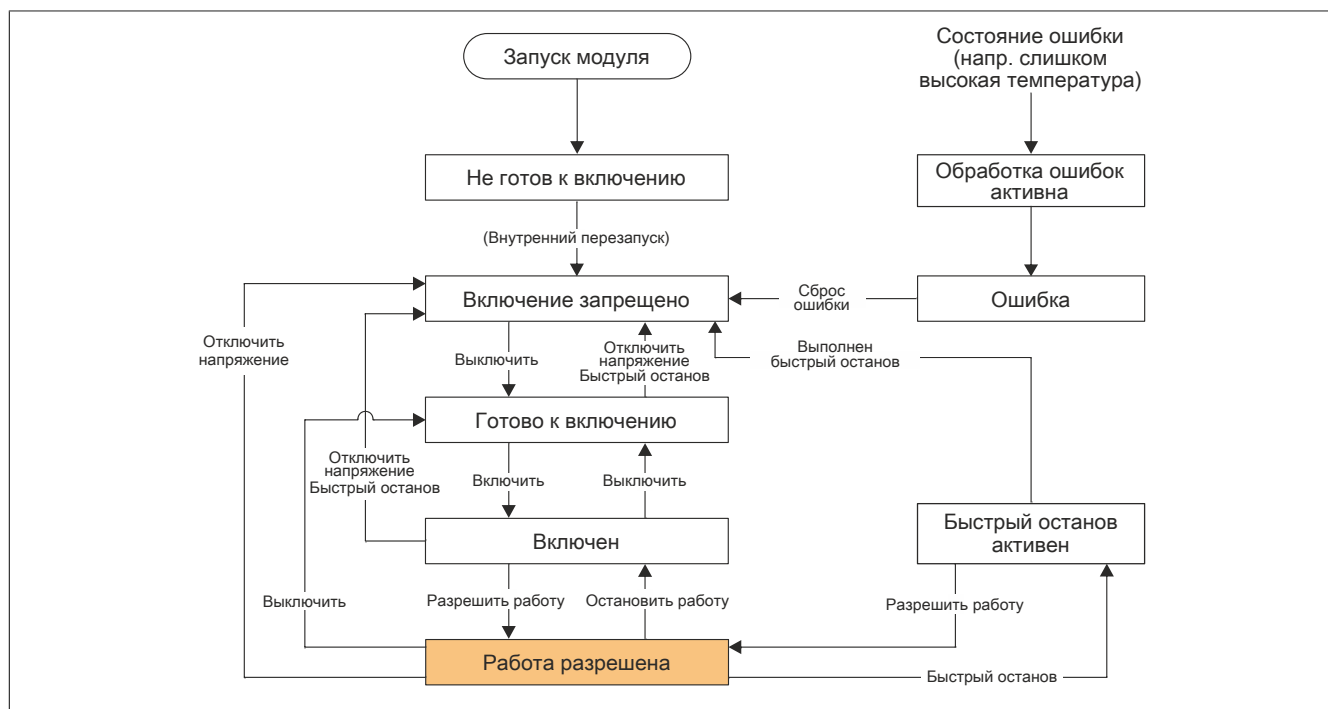 Запуск модуля
Состояние ошибки
(напр. слишком
высокая температура)
Не готов к включению
Обработка ошибок
активна
(Внутренний перезапуск)
Включение запрещено
Сброс
ошибки
Ошибка
Отключить
напряжение
Выключить
Отключить
напряжение
Быстрый останов
Выполнен
быстрый останов
Готово к включению
Отключить
напряжение
Быстрый останов
Включить
Выключить
Включен
Быстрый останов
активен
Выключить
Разрешить работу
Остановить работу
Разрешить работу
Работа разрешена
Быстрый останов